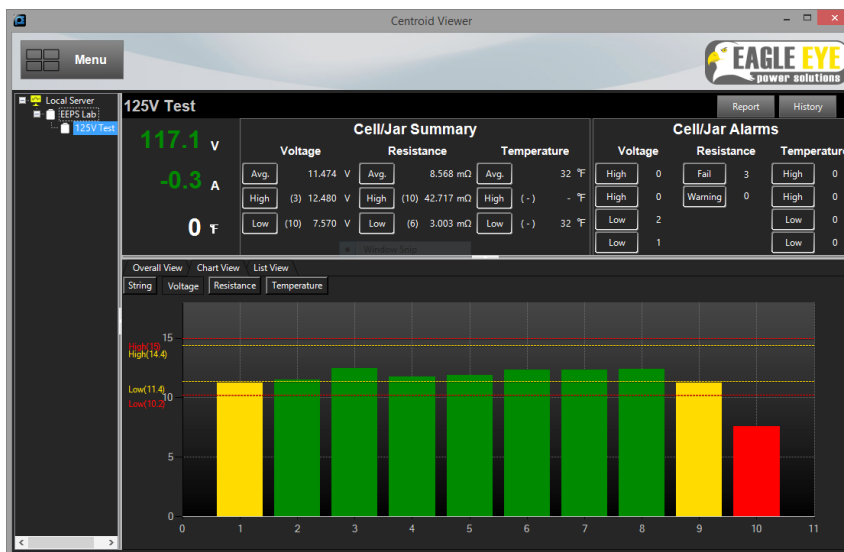 Centroid Viewer
Menu
EAGLE EYE
power solutions
Local Server
EEPS Lab
125V Test
125V Test
Report
History
117.1 V
-0.3 A
0 °F
Cell/Jar Summary
Voltage Resistance Temperature
Avg. 11.474 V Avg. 8.568 mΩ Avg. 32 °F
High (3) 12.480 V High (10) 42.717 mΩ High (-) - °F
Low (10) 7.570 V Low (6) 3.003 mΩ Low (-) 32 °F
Cell/Jar Alarms
Voltage Resistance Temperature
High 0 Fail 3 High 0
High 0 Warning 0 High 0
Low 2 Low 0
Low 1 Low 0
Window Snip
Overall View Chart View List View
String Voltage Resistance Temperature
High(15)
High(14.4)
Low(11.4)
Low(10.2)
15
10
5
0
0 1 2 3 4 5 6 7 8 9 10 11